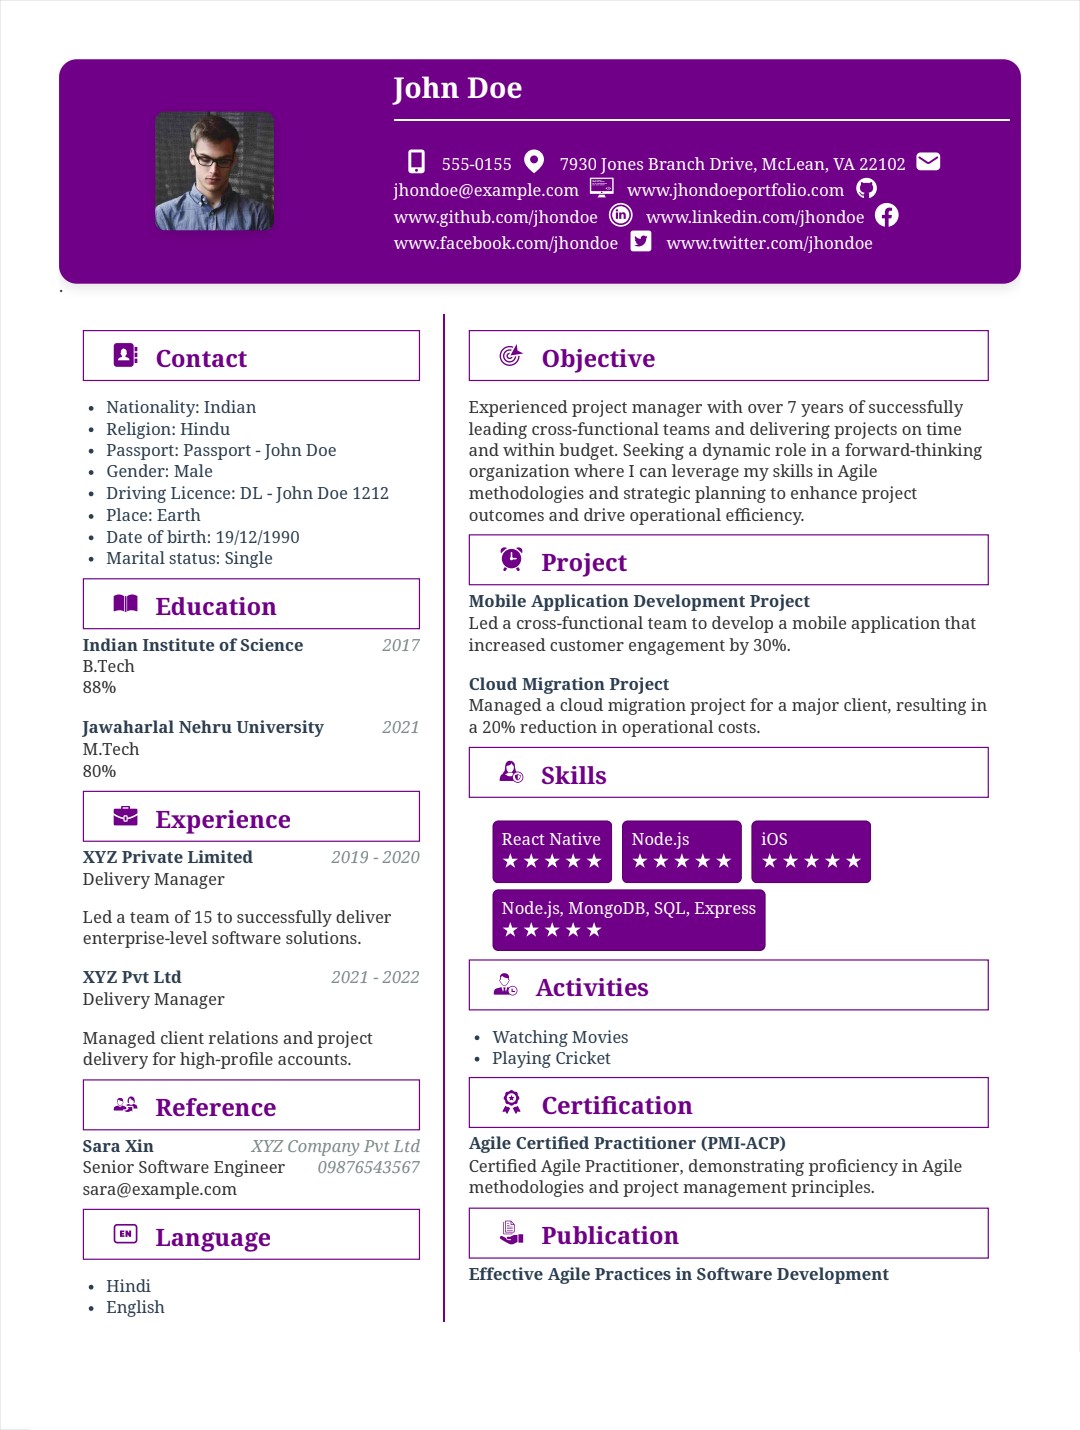 John Doe
555-0155 7930 Jones Branch Drive, McLean, VA 22102
jhondoe@example.com www.jhondoeportfolio.com
www.github.com/jhondoe www.linkedin.com/jhondoe
www.facebook.com/jhondoe www.twitter.com/jhondoe
.
Contact
• Nationality: Indian
• Religion: Hindu
• Passport: Passport - John Doe
• Gender: Male
• Driving Licence: DL - John Doe 1212
• Place: Earth
• Date of birth: 19/12/1990
• Marital status: Single
Education
Indian Institute of Science 2017
B.Tech
88%
Jawaharlal Nehru University 2021
M.Tech
80%
Experience
XYZ Private Limited 2019 - 2020
Delivery Manager
Led a team of 15 to successfully deliver
enterprise-level software solutions.
XYZ Pvt Ltd 2021 - 2022
Delivery Manager
Managed client relations and project
delivery for high-profile accounts.
Reference
Sara Xin XYZ Company Pvt Ltd
Senior Software Engineer 09876543567
sara@example.com
EN Language
• Hindi
• English
Objective
Experienced project manager with over 7 years of successfully
leading cross-functional teams and delivering projects on time
and within budget. Seeking a dynamic role in a forward-thinking
organization where I can leverage my skills in Agile
methodologies and strategic planning to enhance project
outcomes and drive operational efficiency.
Project
Mobile Application Development Project
Led a cross-functional team to develop a mobile application that
increased customer engagement by 30%.
Cloud Migration Project
Managed a cloud migration project for a major client, resulting in
a 20% reduction in operational costs.
Skills
React Native Node.js iOS
★ ★ ★ ★ ★ ★ ★ ★ ★ ★ ★ ★ ★ ★ ★
Node.js, MongoDB, SQL, Express
★ ★ ★ ★ ★
Activities
• Watching Movies
• Playing Cricket
Certification
Agile Certified Practitioner (PMI-ACP)
Certified Agile Practitioner, demonstrating proficiency in Agile
methodologies and project management principles.
Publication
Effective Agile Practices in Software Development